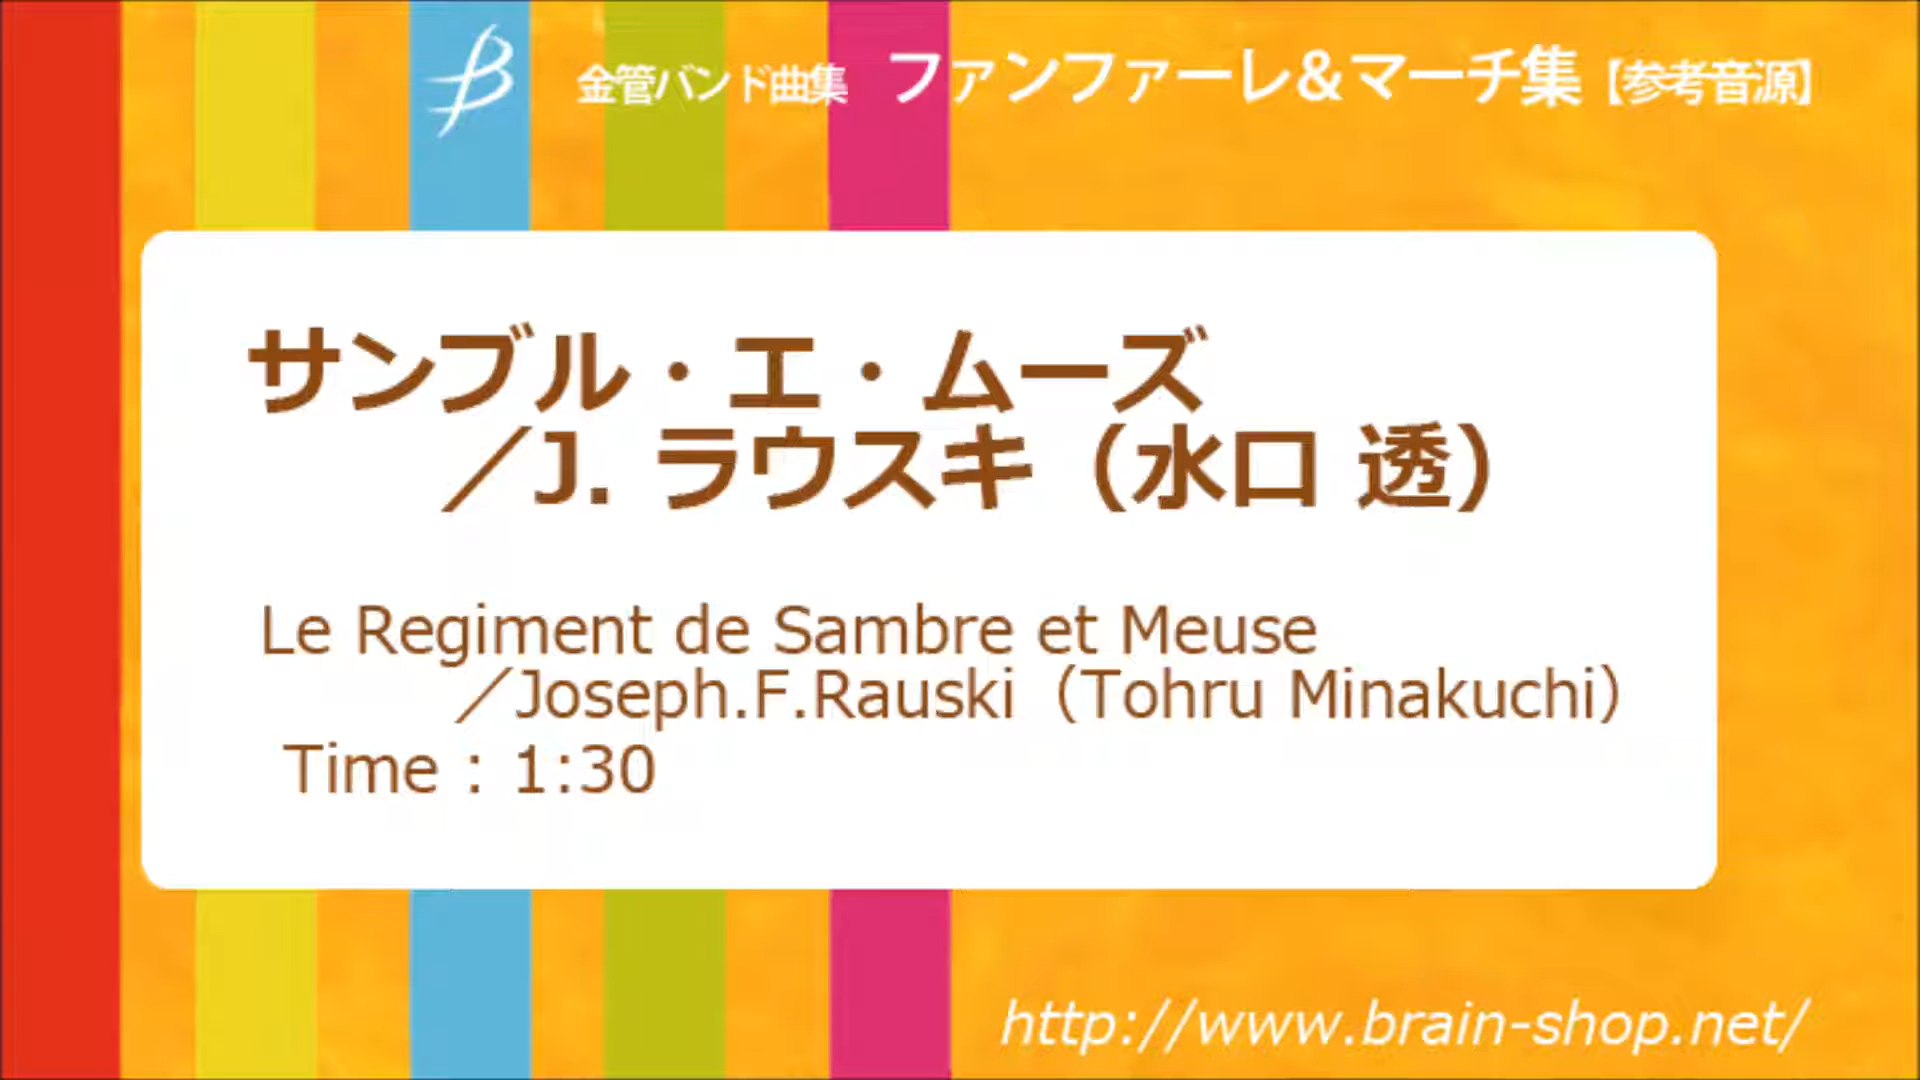 金管バンド曲集 ファンファーレ&マーチ集【参考音源】
サンブル・エ・ムーズ
／J. ラウスキ（水口 透）
Le Regiment de Sambre et Meuse
／Joseph.F.Rauski（Tohru Minakuchi）
Time : 1:30
http://www.brain-shop.net/